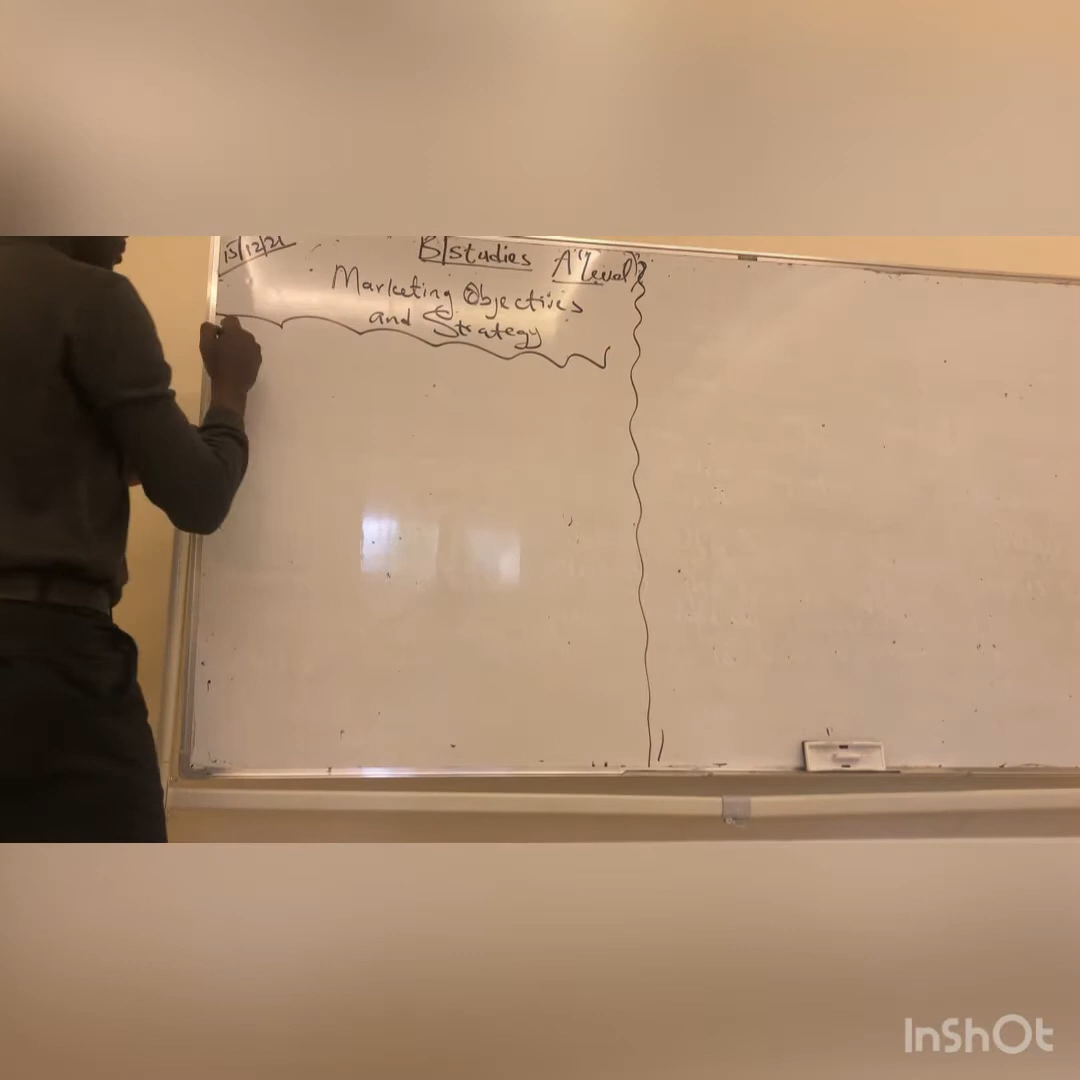 15/12/21
B/studies A'level
Marketing Objectives
and Strategy
InShOt